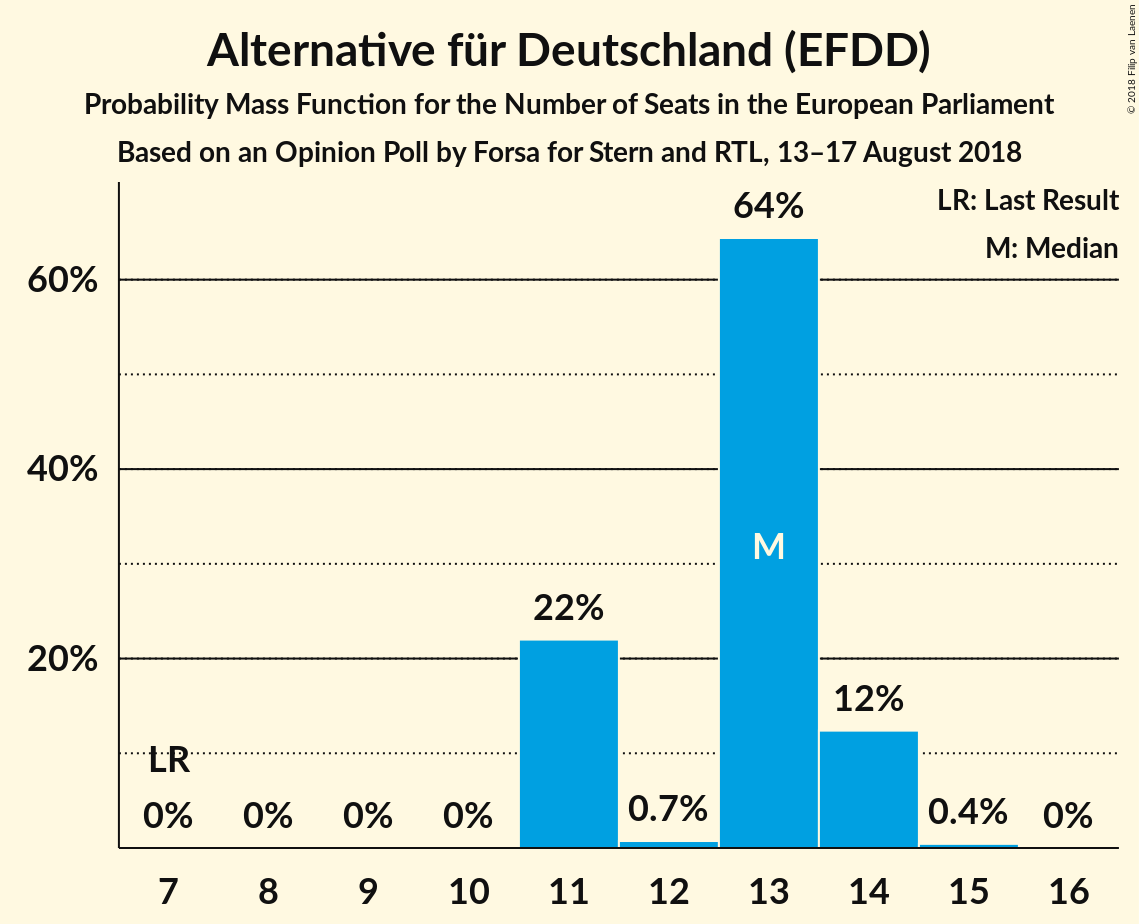 Alternative für Deutschland (EFDD)
Probability Mass Function for the Number of Seats in the European Parliament
Based on an Opinion Poll by Forsa for Stern and RTL, 13–17 August 2018
© 2018 Filip van Laenen
LR: Last Result
M: Median
64%
60%
40%
M
22%
20%
12%
LR
0% 0% 0% 0% 0.7% 0.4% 0%
7 8 9 10 11 12 13 14 15 16